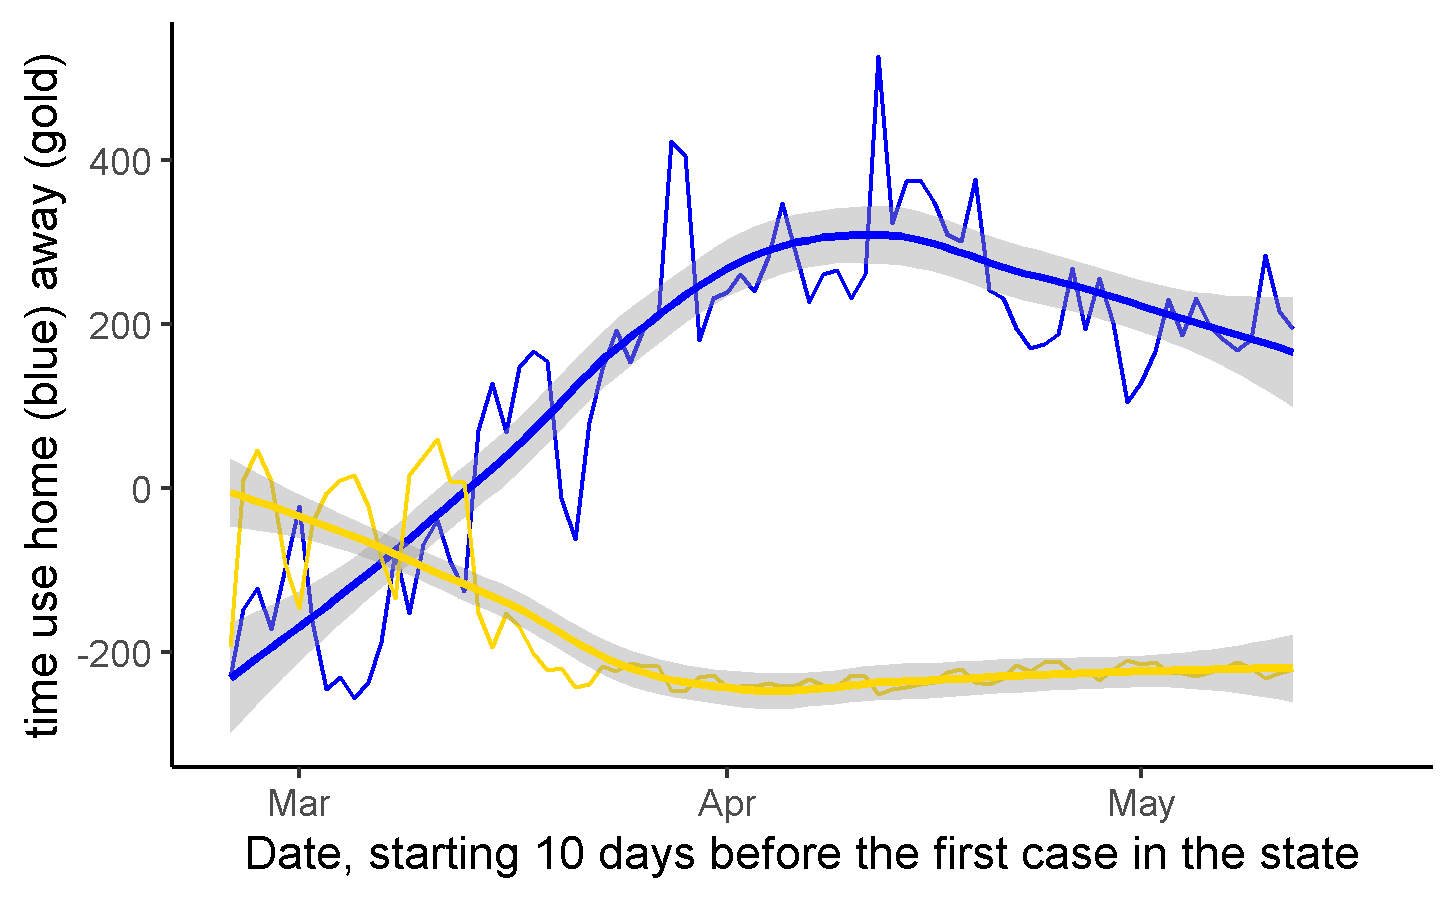 time use home (blue) away (gold)
400
200
0
-200
Mar
Apr
May
Date, starting 10 days before the first case in the state